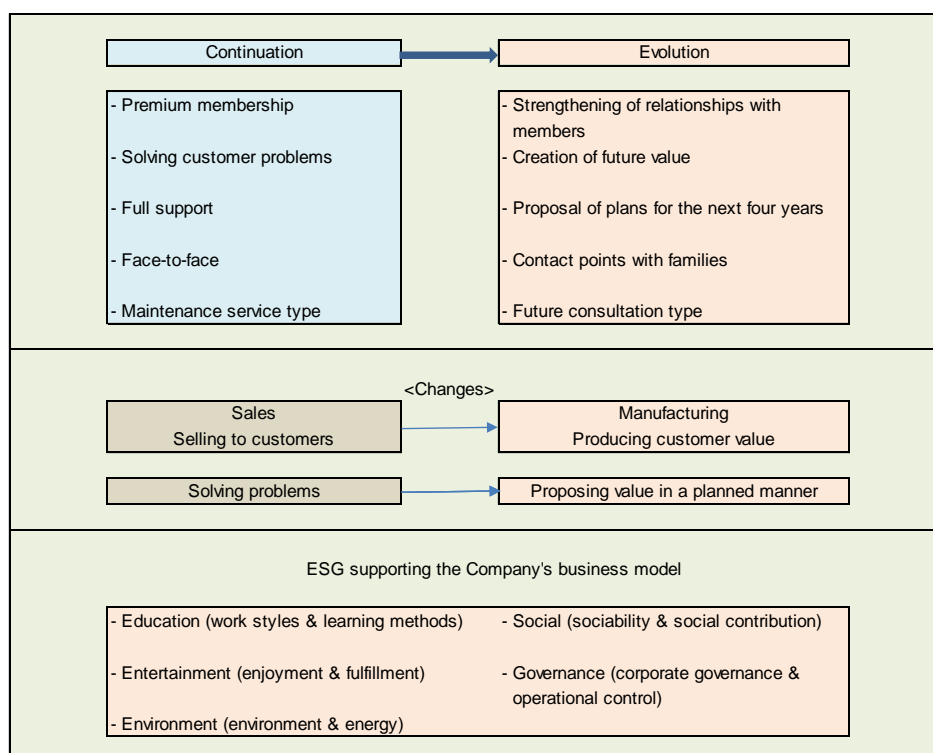 Continuation
Evolution
- Premium membership
- Solving customer problems
- Full support
- Face-to-face
- Maintenance service type
- Strengthening of relationships with
members
- Creation of future value
- Proposal of plans for the next four years
- Contact points with families
- Future consultation type
<Changes>
Sales
Selling to customers
Manufacturing
Producing customer value
Solving problems
Proposing value in a planned manner
ESG supporting the Company's business model
- Education (work styles & learning methods)
- Entertainment (enjoyment & fulfillment)
- Environment (environment & energy)
- Social (sociability & social contribution)
- Governance (corporate governance &
operational control)